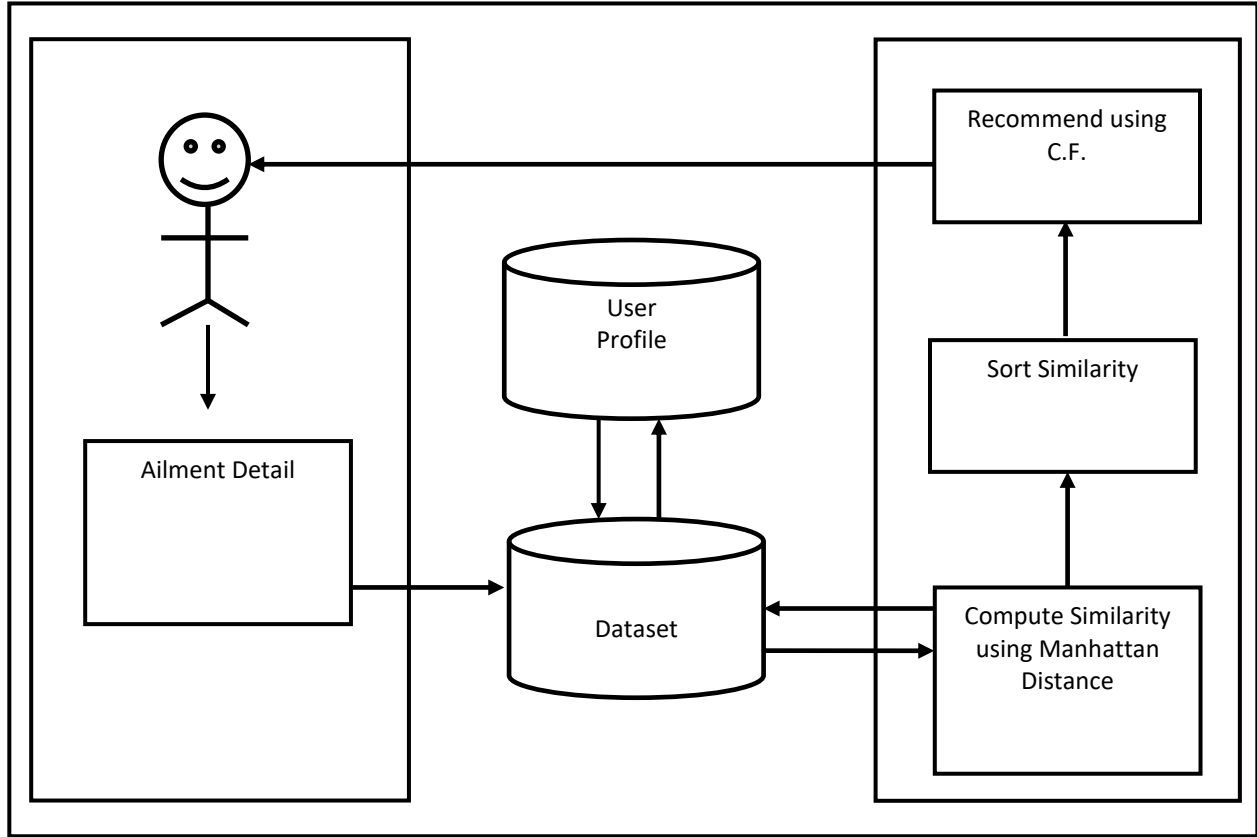 Recommend using
C.F.
User
Profile
Sort Similarity
Ailment Detail
Dataset
Compute Similarity
using Manhattan
Distance